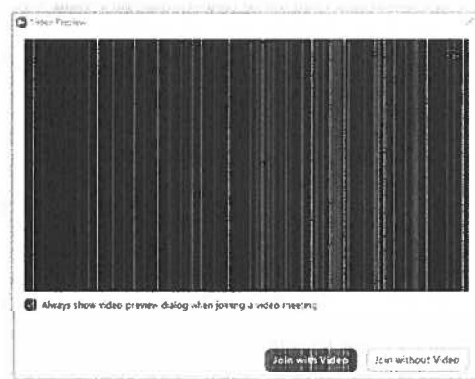 Video Preview
Always show video preview dialog when joining a video meeting
Join with Video
Join without Video